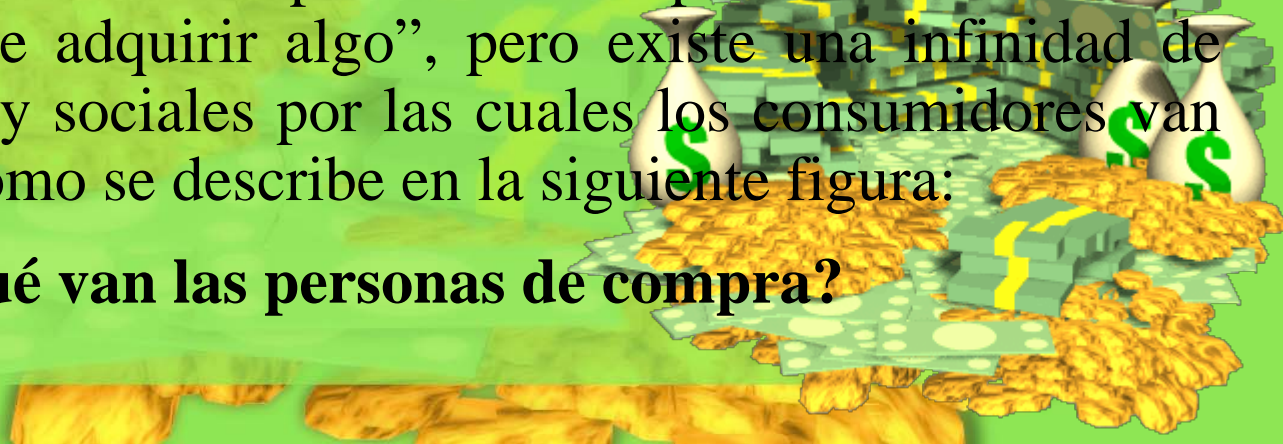 e adquirir algo”, pero existe una infinidad de
y sociales por las cuales los consumidores van
omo se describe en la siguiente figura:
ué van las personas de compra?
$
$ $